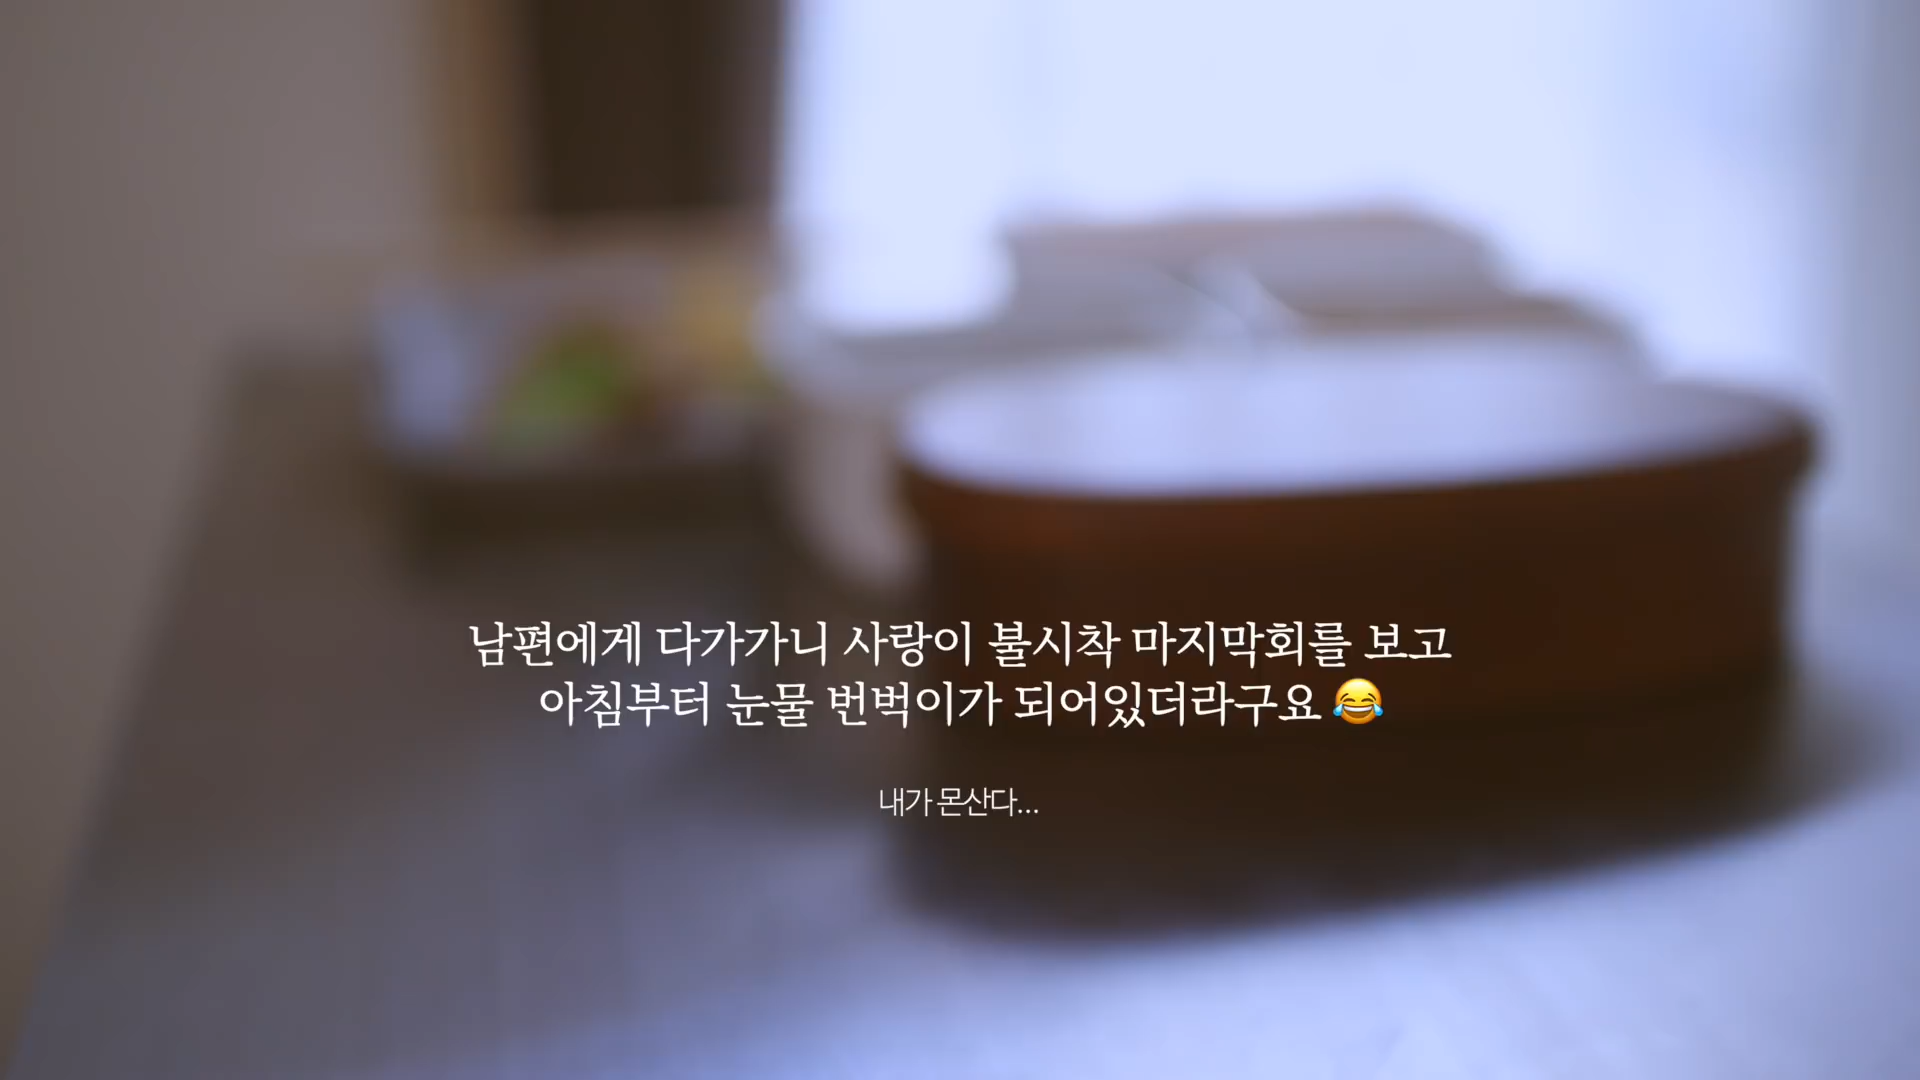 남편에게 다가가니 사랑이 불시착 마지막회를 보고
아침부터 눈물 번벅이가 되어있더라구요 😂
내가 몬산다...